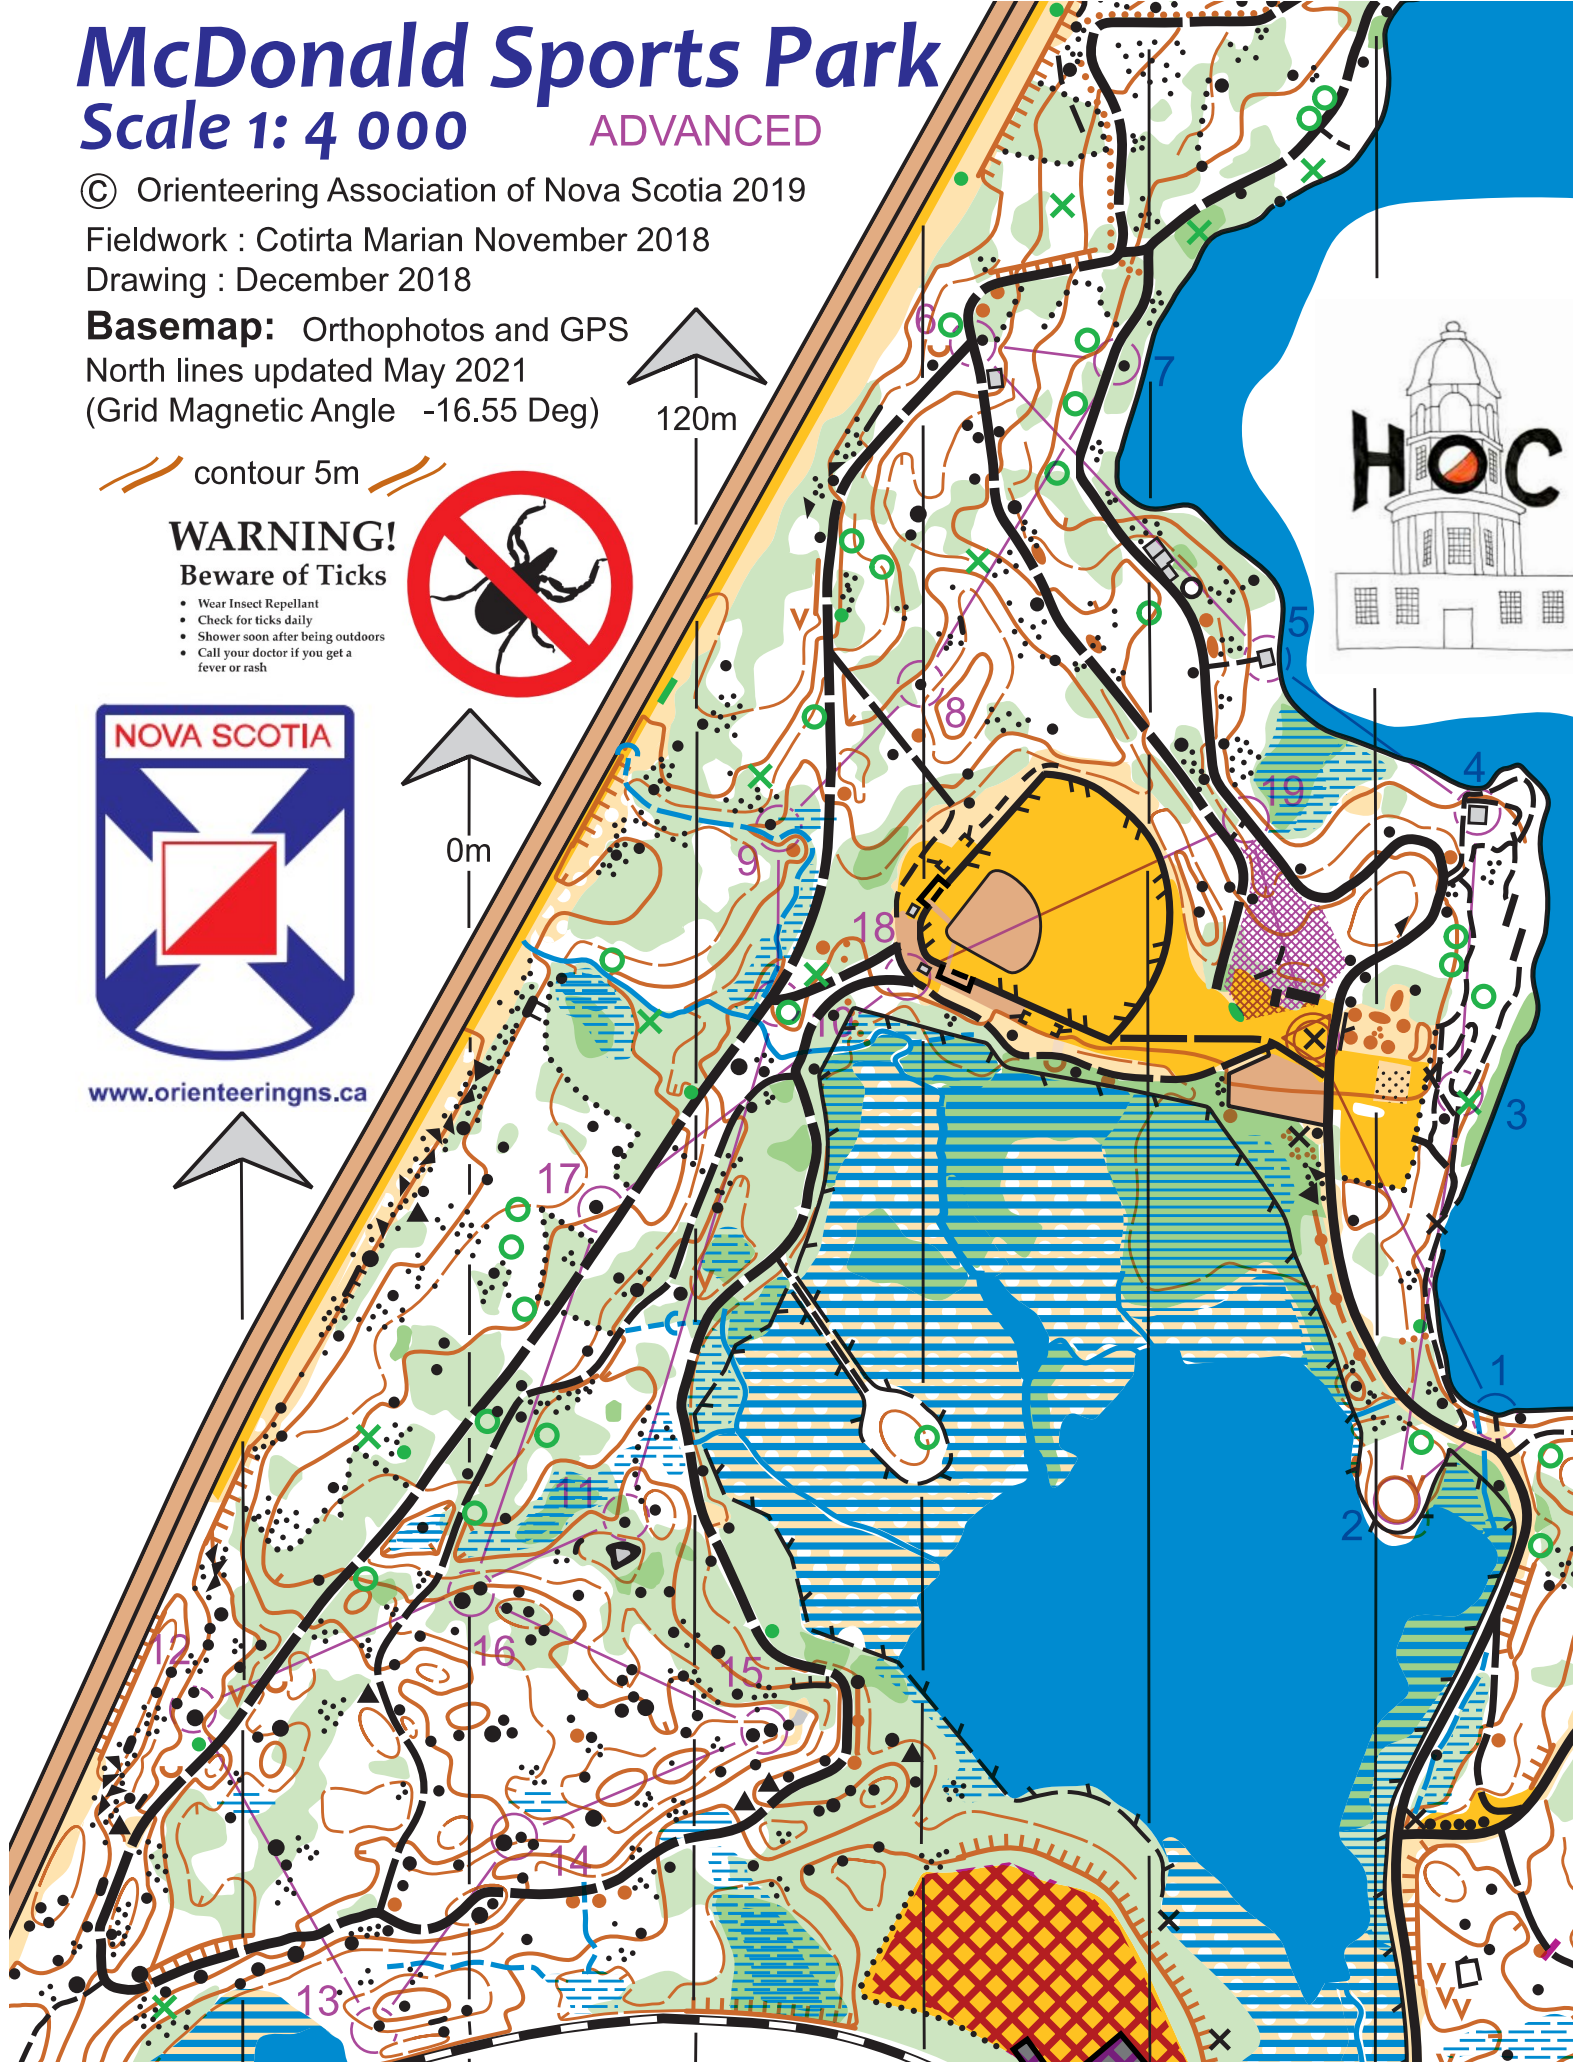 McDonald Sports Park
Scale 1: 4 000
ADVANCED
© Orienteering Association of Nova Scotia 2019
Fieldwork : Cotirta Marian November 2018
Drawing : December 2018
Basemap: Orthophotos and GPS
North lines updated May 2021
(Grid Magnetic Angle -16.55 Deg)
120m
contour 5m
WARNING!
Beware of Ticks
• Wear Insect Repellant
• Check for ticks daily
• Shower soon after being outdoors
• Call your doctor if you get a
fever or rash
NOVA SCOTIA
0m
www.orienteeringns.ca
HOC
6
7
5
8
4
19
9
18
10
3
17
1
11
2
12
16
15
14
13